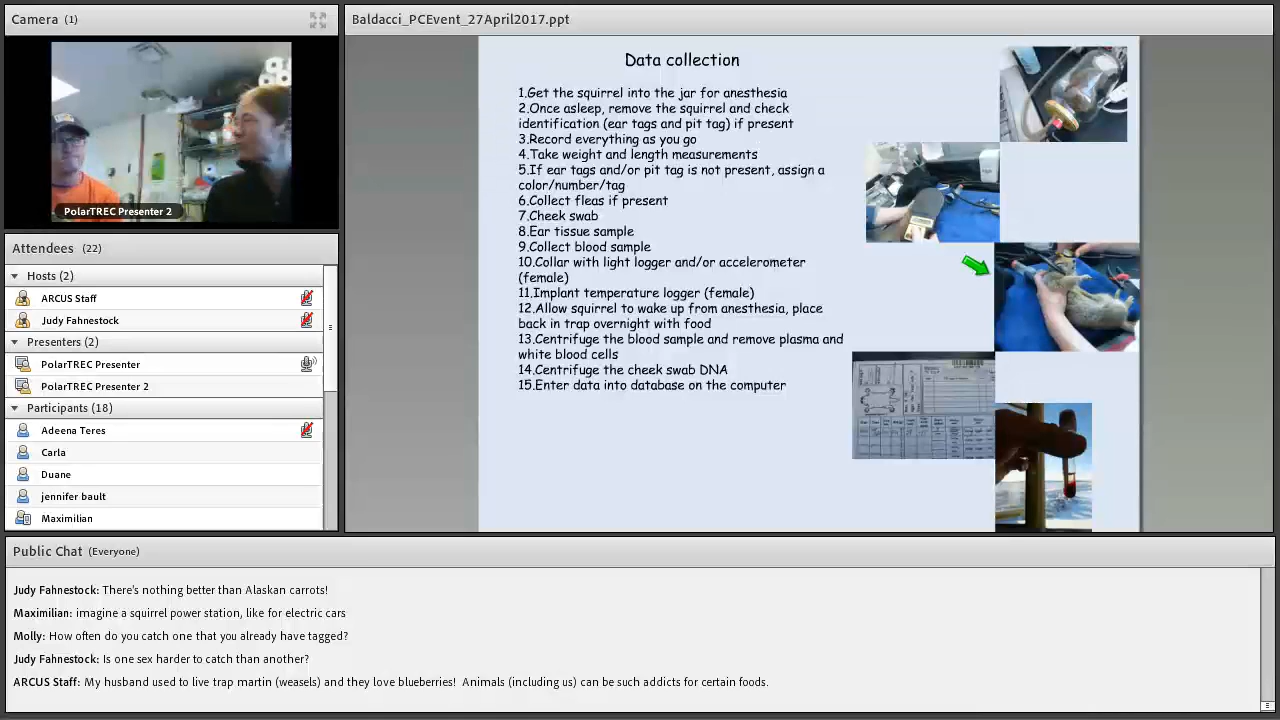 Camera (1)
PolarTREC Presenter 2
Attendees (22)
Hosts (2)
ARCUS Staff
Judy Fahnestock
Presenters (2)
PolarTREC Presenter
PolarTREC Presenter 2
Participants (18)
Adeena Teres
Carla
Duane
jennifer bault
Maximilian
Baldacci_PCEvent_27April2017.ppt
Data collection
1.Get the squirrel into the jar for anesthesia
2.Once asleep, remove the squirrel and check
identification (ear tags and pit tag) if present
3.Record everything as you go
4.Take weight and length measurements
5.If ear tags and/or pit tag is not present, assign a
color/number/tag
6.Collect fleas if present
7.Cheek swab
8.Ear tissue sample
9.Collect blood sample
10.Collar with light logger and/or accelerometer
(female)
11.Implant temperature logger (female)
12.Allow squirrel to wake up from anesthesia, place
back in trap overnight with food
13.Centrifuge the blood sample and remove plasma and
white blood cells
14.Centrifuge the cheek swab DNA
15.Enter data into database on the computer
Public Chat (Everyone)
Judy Fahnestock: There's nothing better than Alaskan carrots!
Maximilian: imagine a squirrel power station, like for electric cars
Molly: How often do you catch one that you already have tagged?
Judy Fahnestock: Is one sex harder to catch than another?
ARCUS Staff: My husband used to live trap martin (weasels) and they love blueberries!  Animals (including us) can be such addicts for certain foods.